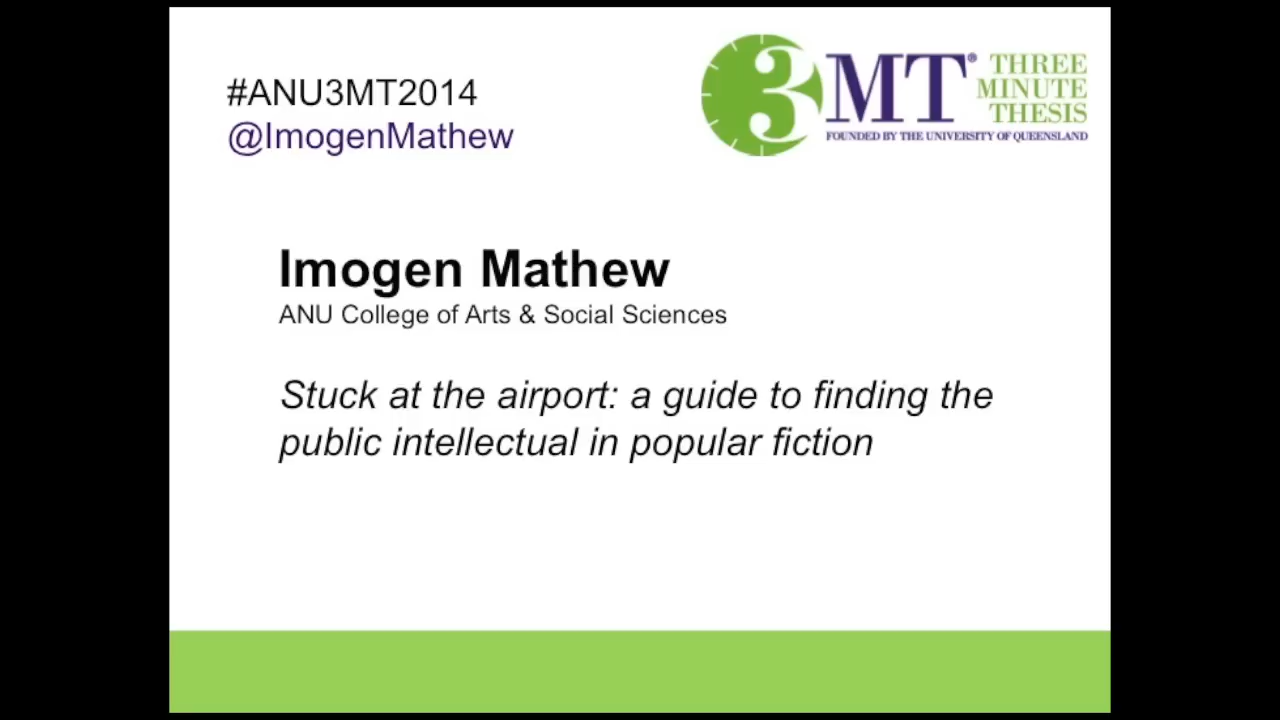 #ANU3MT2014
@ImogenMathew
3MT® THREE
MINUTE
THESIS
FOUNDED BY THE UNIVERSITY OF QUEENSLAND
Imogen Mathew
ANU College of Arts & Social Sciences
Stuck at the airport: a guide to finding the
public intellectual in popular fiction